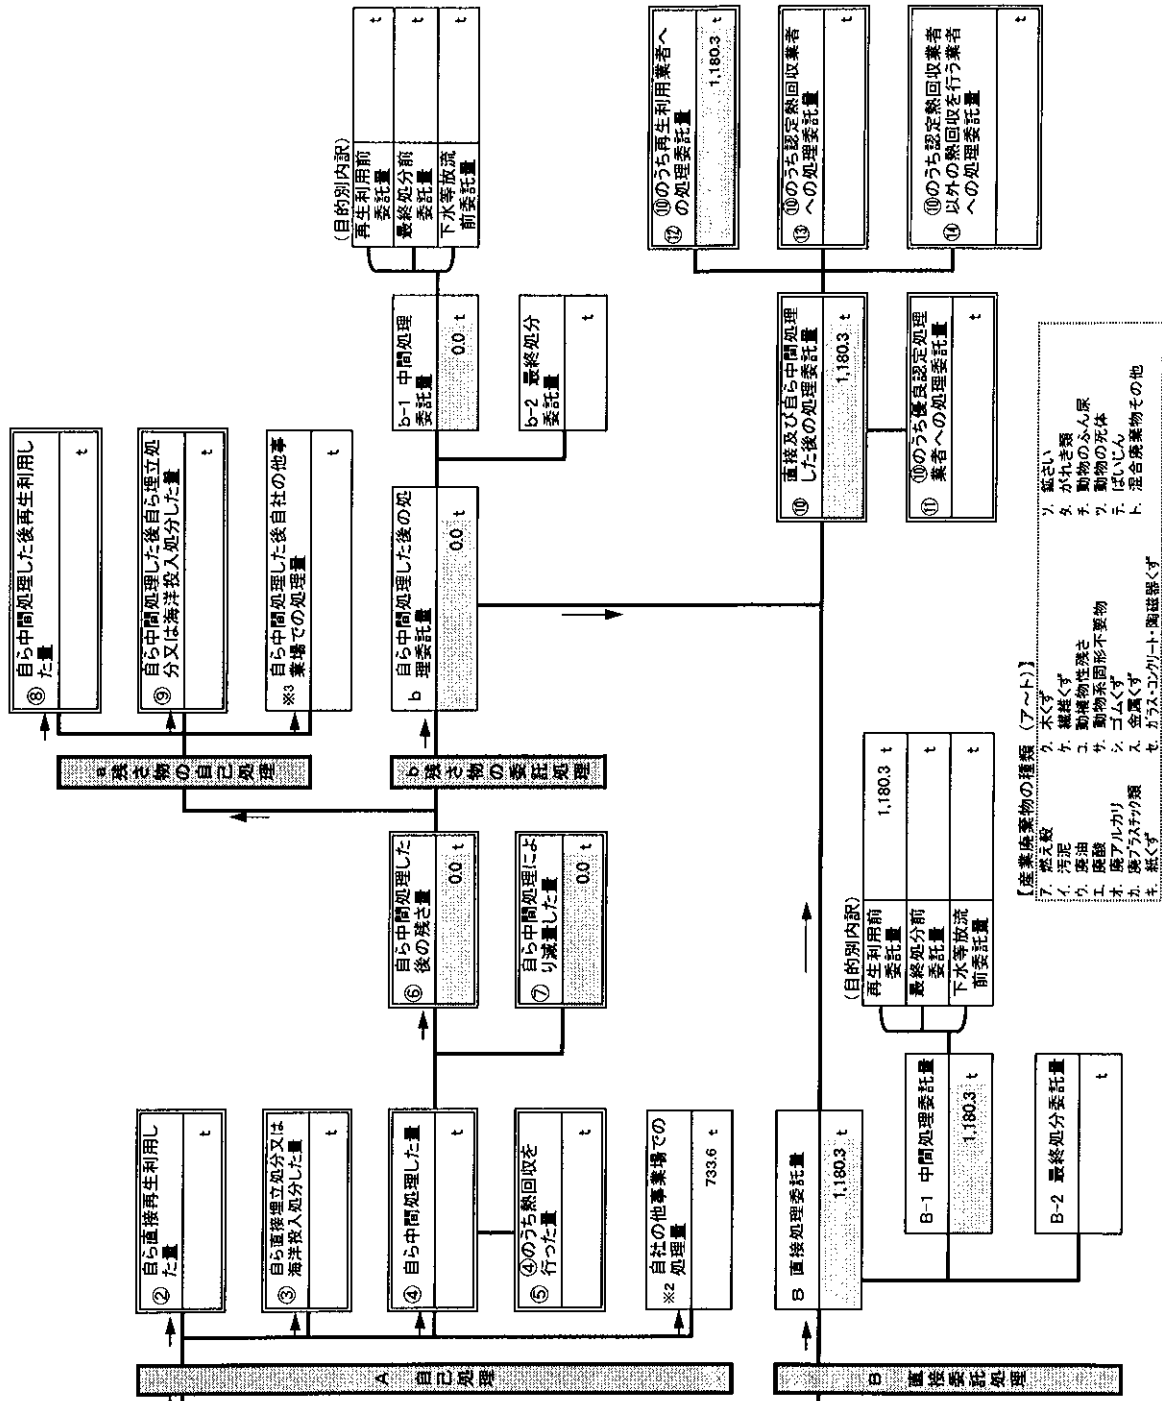 A 自己処理
② 自ら直接再生利用し
た量
t
③ 自ら直接埋立処分又は
海洋投入処分した量
t
④ 自ら中間処理した量
t
⑤ ④のうち熱回収を
行った量
t
※2 自社の他事業場での
処理量
733.6 t
⑥ 自ら中間処理した
後の残さ量
0.0 t
⑦ 自ら中間処理によ
り減量した量
0.0 t
a 残さ物の自己処理
⑧ 自ら中間処理した後再生利用し
た量
t
⑨ 自ら中間処理した後自ら埋立処
分又は海洋投入処分した量
t
※3 自ら中間処理した後自社の他事
業場での処理量
t
b 残さ物の委託処理
b 自ら中間処理した後の処
理委託量
0.0 t
b-1 中間処理
委託量
0.0 t
b-2 最終処分
委託量
t
(目的別内訳)
再生利用前
委託量
t
最終処分前
委託量
t
下水等放流
前委託量
t
B 直接委託処理
B 直接処理委託量
1,180.3 t
B-1 中間処理委託量
1,180.3 t
B-2 最終処分委託量
t
(目的別内訳)
再生利用前
委託量
1,180.3 t
最終処分前
委託量
t
下水等放流
前委託量
t
⑩ 直接及び自ら中間処理
した後の処理委託量
1,180.3 t
⑪ ⑩のうち優良認定処理
業者への処理委託量
t
⑫ ⑩のうち再生利用業者へ
の処理委託量
1,180.3 t
⑬ ⑩のうち認定熱回収業者
への処理委託量
t
⑭ ⑩のうち認定熱回収業者
以外の熱回収を行う業者
への処理委託量
t
【産業廃棄物の種類 (ア～ト)】
ア. 燃え殻
イ. 汚泥
ウ. 廃油
エ. 廃酸
オ. 廃アルカリ
カ. 廃プラスチック類
キ. 紙くず
ク. 木くず
ケ. 繊維くず
コ. 動植物性残さ
サ. 動物系固形不要物
シ. ゴムくず
ス. 金属くず
セ. ガラス・コンクリート・陶磁器くず
ソ. 鉱さい
タ. がれき類
チ. 動物のふん尿
ツ. 動物の死体
テ. ばいじん
ト. 混合廃棄物その他